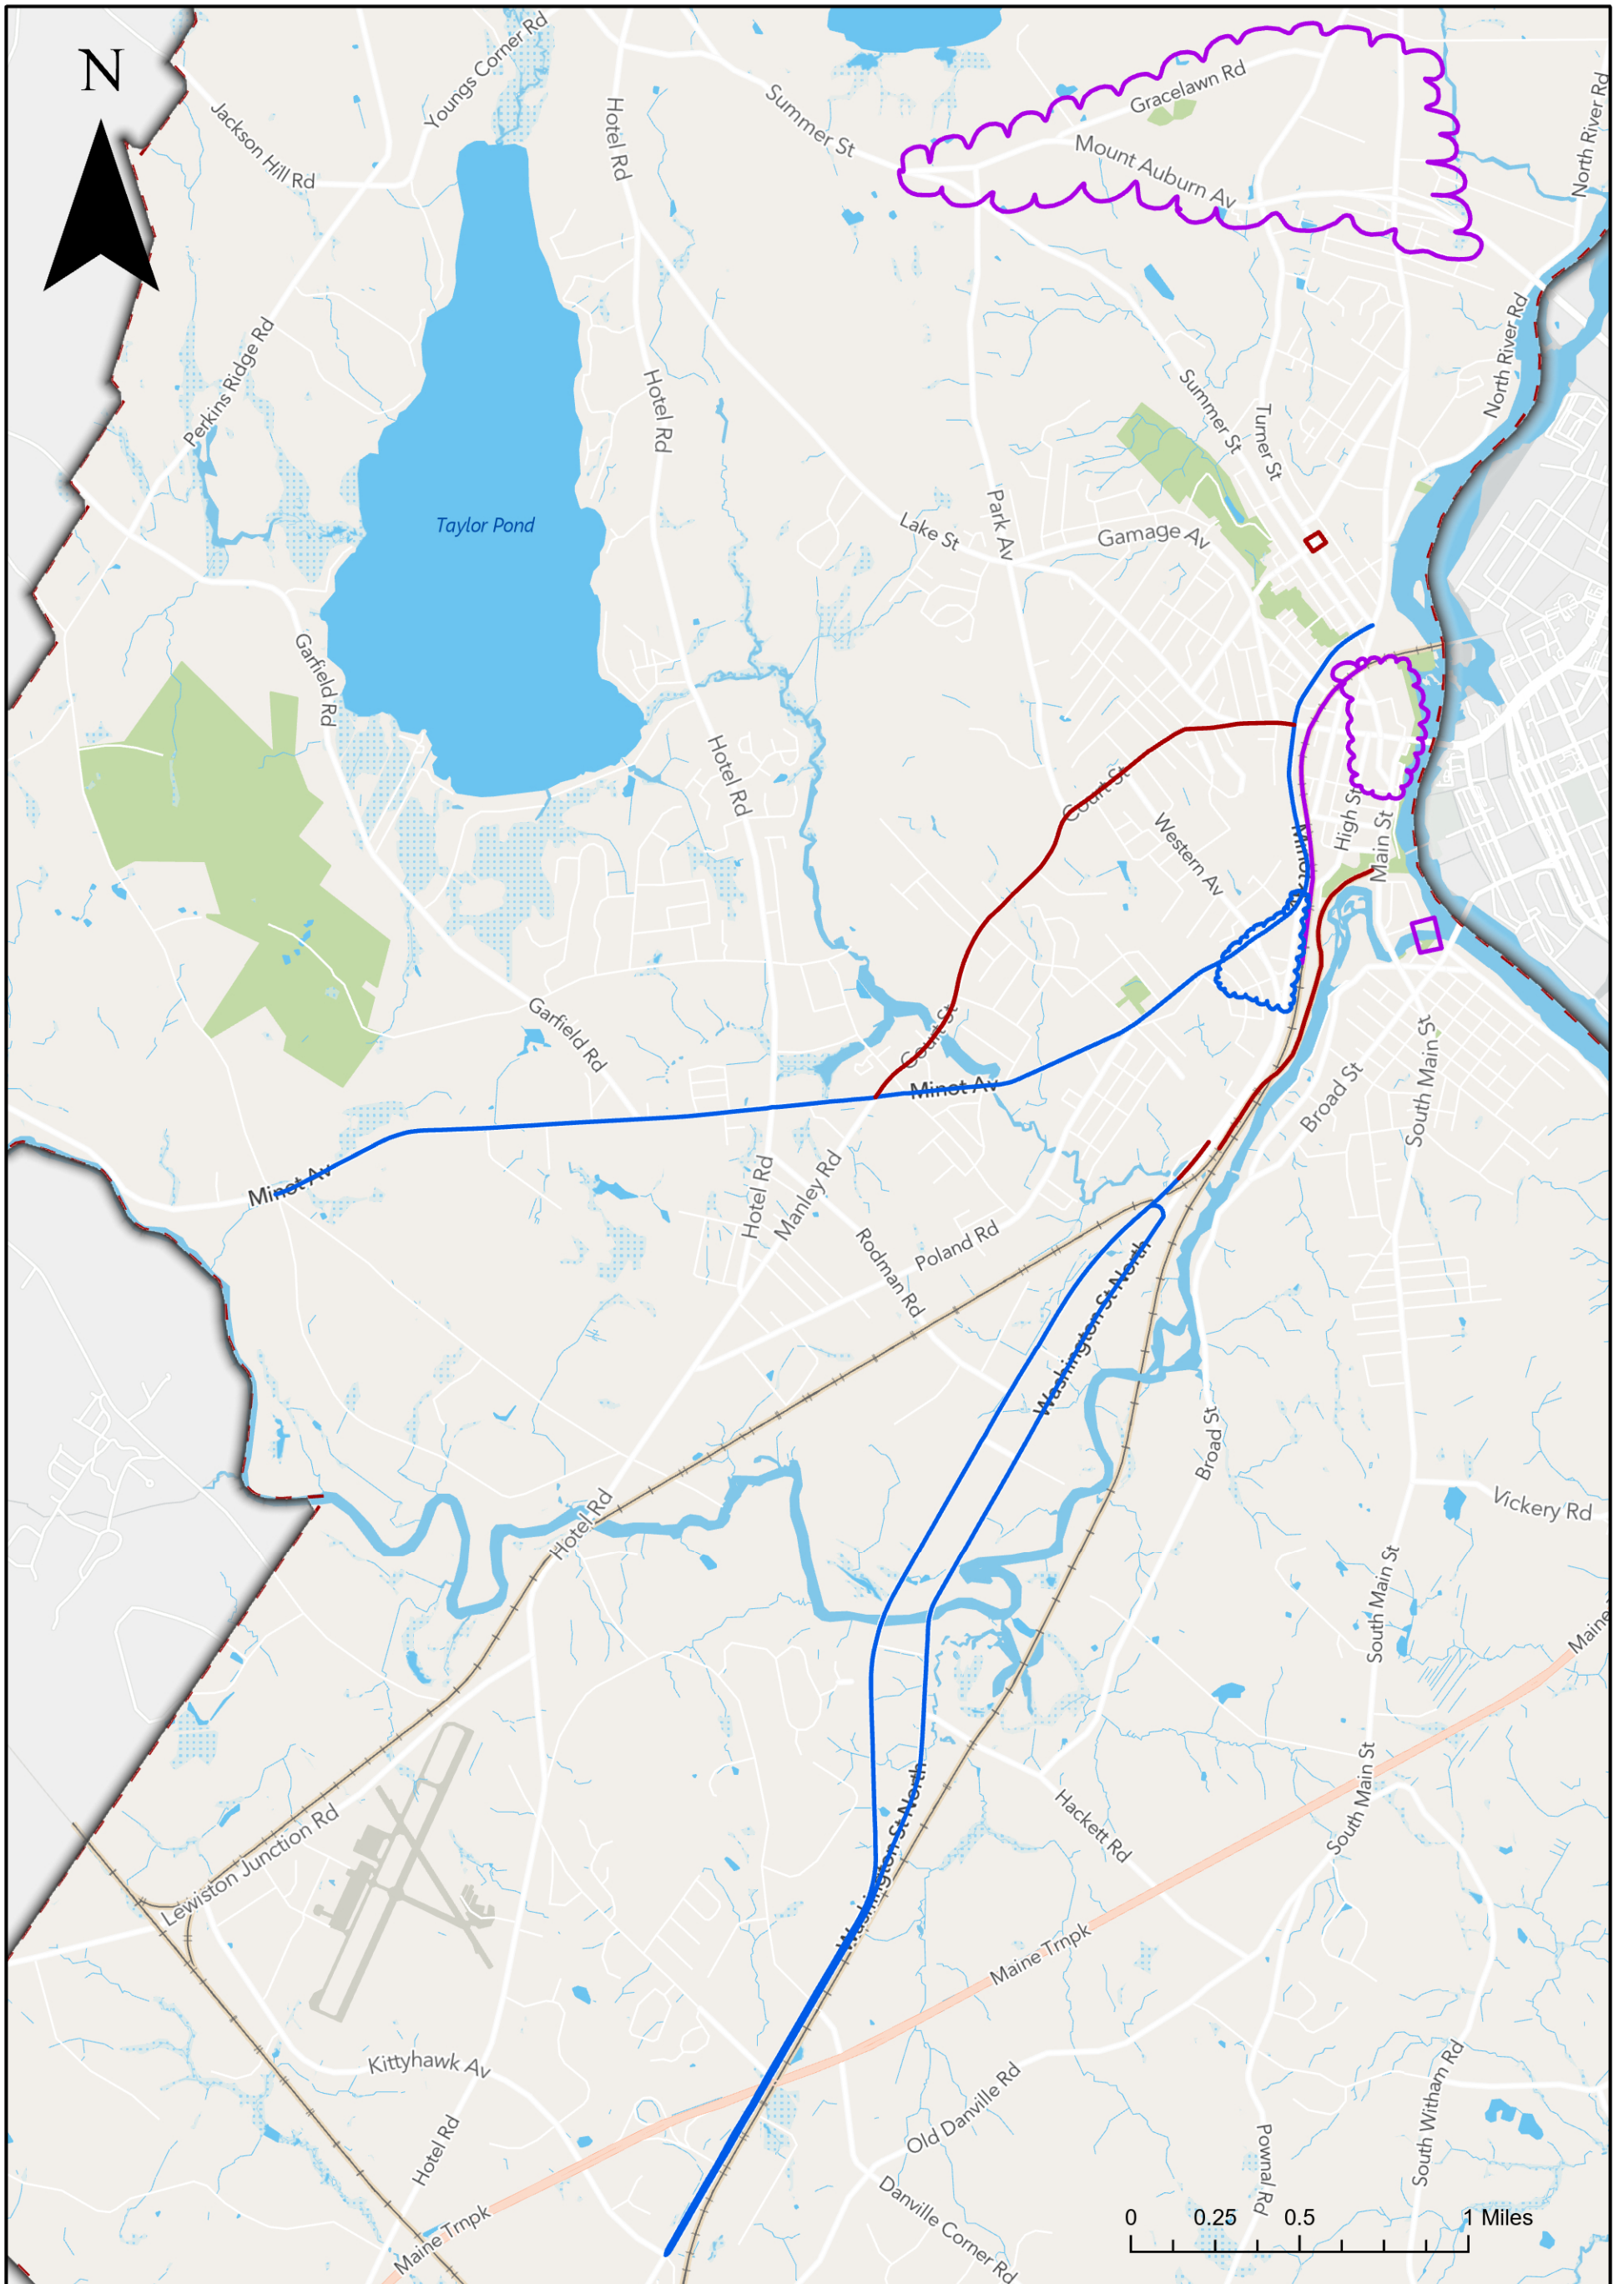 N
Youngs Corner Rd
Jackson Hill Rd
Hotel Rd
Summer St
Gracelawn Rd
Mount Auburn Av
North River Rd
Perkins Ridge Rd
North River Rd
Hotel Rd
Summer St
Turner St
Taylor Pond
Park Av
Lake St
Gamage Av
Garfield Rd
Hotel Rd
Court St
Western Av
High St
Main St
Garfield Rd
Court St
Minot Av
Broad St
South Main St
Minot Av
Hotel Rd
Manley Rd
Rodman Rd
Poland Rd
Washington St North
Broad St
Vickery Rd
Hotel Rd
South Main St
Maine
South Main St
Washington St North
Hackett Rd
Lewiston Junction Rd
Maine Trnpk
Kittyhawk Av
Old Danville Rd
South Witham Rd
Hotel Rd
Pownal Rd
Maine Trnpk
Danville Corner Rd
0 0.25 0.5 1 Miles